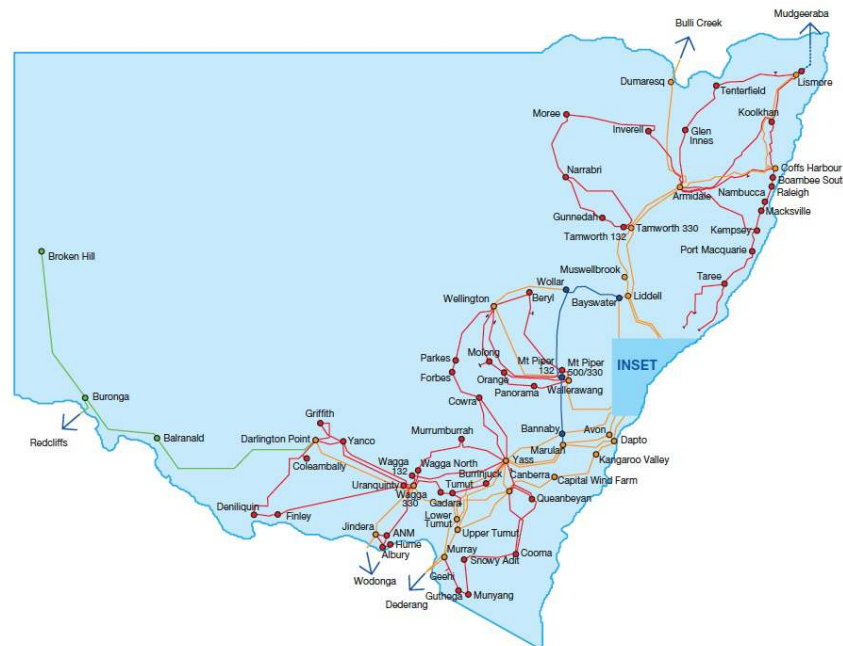 Mudgeeraba
Bulli Creek
Dumaresq
Lismore
Tenterfield
Koolkhan
Moree
Inverell
Glen
Innes
Coffs Harbour
Boambee South
Raleigh
Nambucca
Macksville
Narrabri
Armidale
Gunnedah
Kempsey
Tamworth 132
Tamworth 330
Port Macquarie
Broken Hill
Muswellbrook
Taree
Wollar
Wellington
Beryl
Bayswater
Liddell
Parkes
Molong
Mt Piper
132
Mt Piper
500/330
INSET
Forbes
Orange
Wallerawang
Panorama
Buronga
Cowra
Redcliffs
Griffith
Bannaby
Avon
Balranald
Darlington Point
Yanco
Murrumburrah
Marulan
Dapto
Kangaroo Valley
Coleambally
Wagga
132
Wagga North
Yass
Burrinjuck
Canberra
Capital Wind Farm
Uranquinty
Wagga
330
Tumut
Gadara
Queanbeyan
Deniliquin
Finley
Lower
Tumut
Upper Tumut
Jindera
ANM
Hume
Albury
Murray
Cooma
Snowy Adit
Wodonga
Geehi
Guthega
Munyang
Dederang